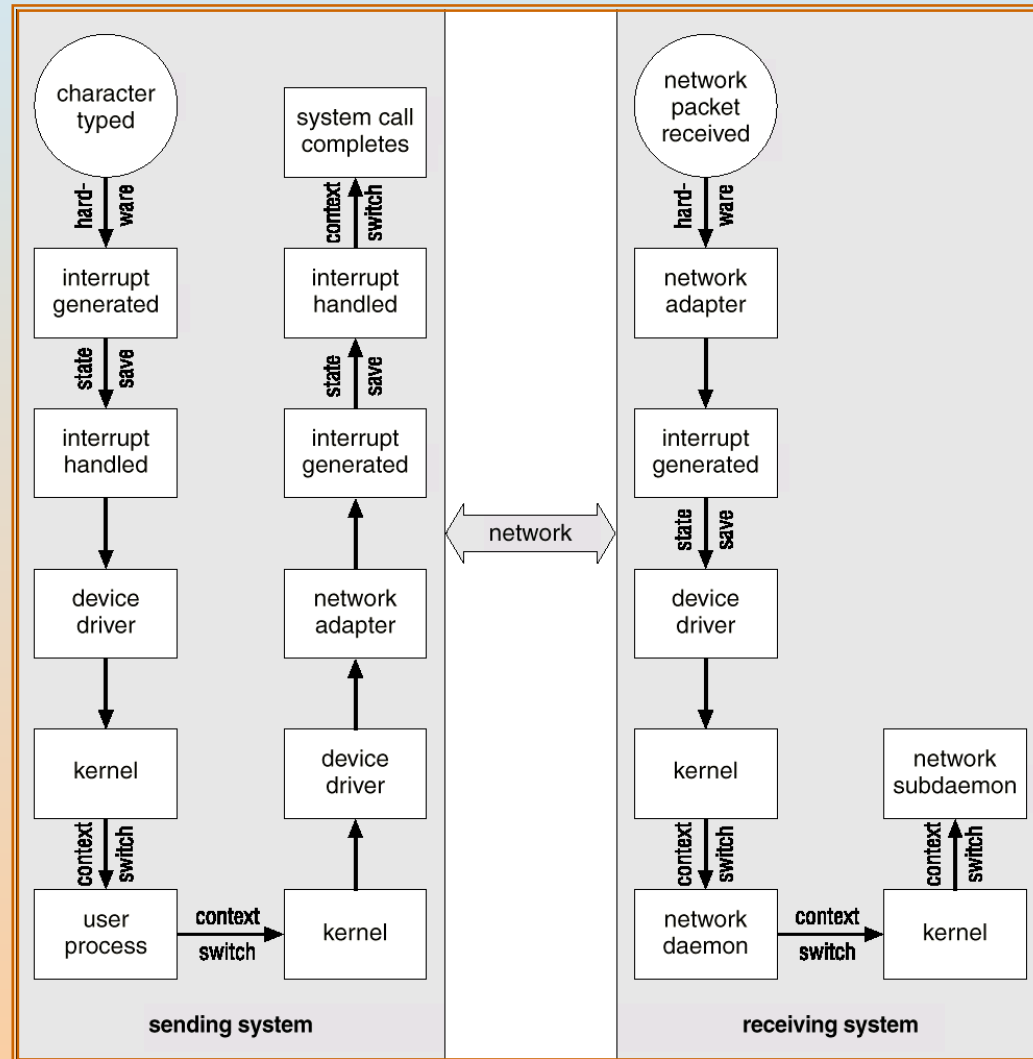 character
typed
hard-
ware
interrupt
generated
state
save
interrupt
handled
device
driver
kernel
context
switch
user
process
context
switch
kernel
device
driver
network
adapter
interrupt
generated
state
save
interrupt
handled
context
switch
system call
completes
sending system
network
network
packet
received
hard-
ware
network
adapter
interrupt
generated
state
save
device
driver
kernel
context
switch
network
daemon
context
switch
kernel
context
switch
network
subdaemon
receiving system